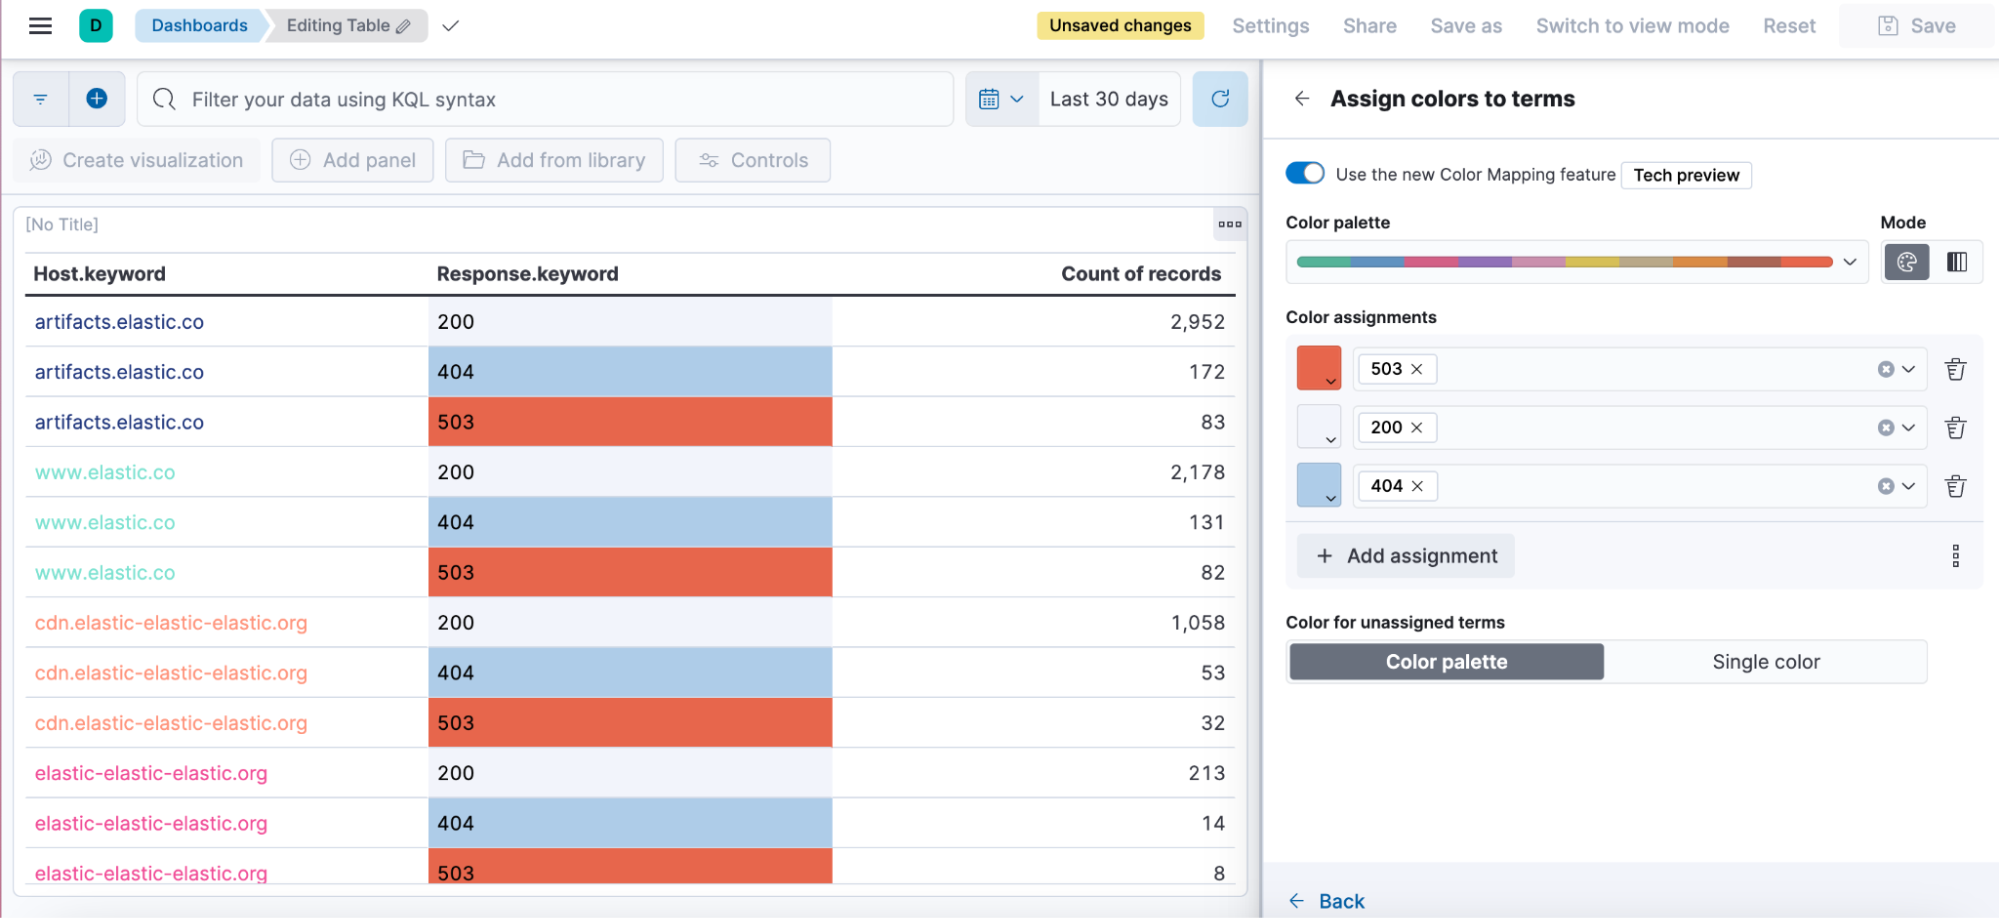 D Dashboards Editing Table Unsaved changes Settings Share Save as Switch to view mode Reset Save
Filter your data using KQL syntax Last 30 days
Create visualization Add panel Add from library Controls
[No Title]
Host.keyword Response.keyword Count of records
artifacts.elastic.co 200 2,952
artifacts.elastic.co 404 172
artifacts.elastic.co 503 83
www.elastic.co 200 2,178
www.elastic.co 404 131
www.elastic.co 503 82
cdn.elastic-elastic-elastic.org 200 1,058
cdn.elastic-elastic-elastic.org 404 53
cdn.elastic-elastic-elastic.org 503 32
elastic-elastic-elastic.org 200 213
elastic-elastic-elastic.org 404 14
elastic-elastic-elastic.org 503 8
Assign colors to terms
Use the new Color Mapping feature Tech preview
Color palette Mode
Color assignments
503
200
404
Add assignment
Color for unassigned terms
Color palette Single color
Back